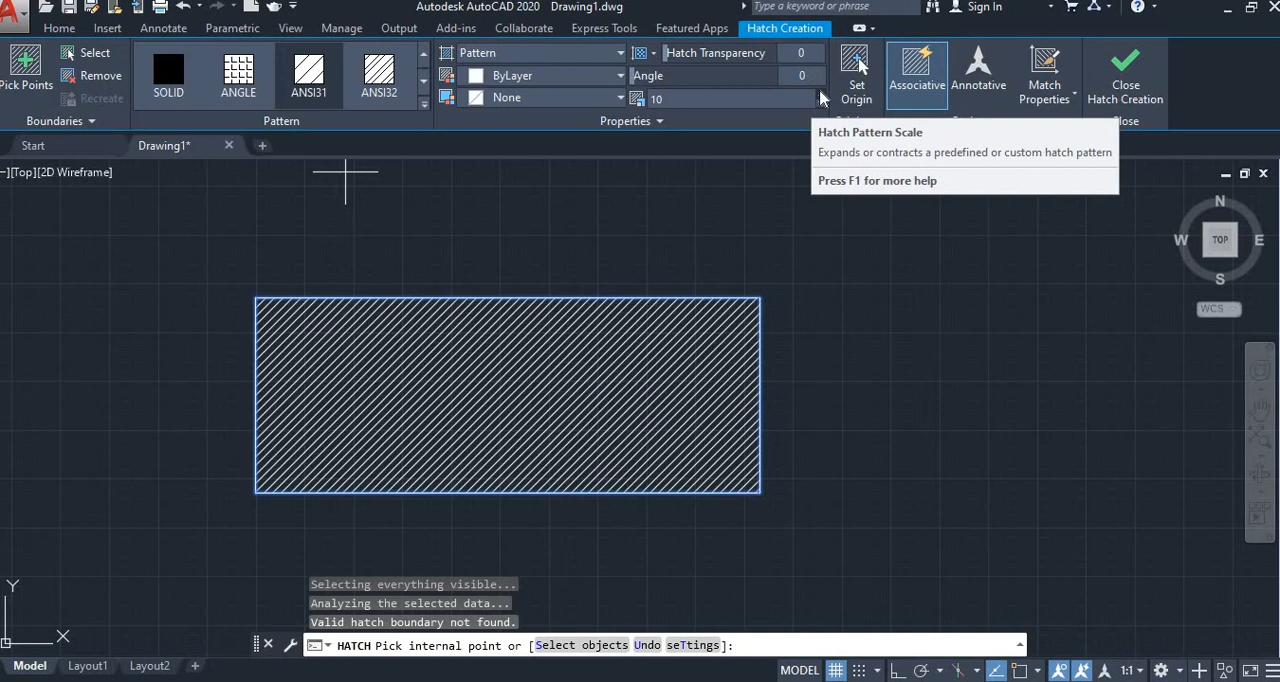 Autodesk AutoCAD 2020 Drawing1.dwg
Type a keyword or phrase
Sign In
Home Insert Annotate Parametric View Manage Output Add-ins Collaborate Express Tools Featured Apps Hatch Creation
Pick Points
Select
Remove
Recreate
Boundaries
SOLID ANGLE ANSI31 ANSI32
Pattern
Pattern
ByLayer
None
Hatch Transparency 0
Angle 0
10
Properties
Set
Origin
Associative
Annotative
Match
Properties
Close
Hatch Creation
Close
Start Drawing1*
Hatch Pattern Scale
Expands or contracts a predefined or custom hatch pattern
Press F1 for more help
–][Top][2D Wireframe]
N
W TOP E
S
WCS
Selecting everything visible...
Analyzing the selected data...
Valid hatch boundary not found.
Y
X
HATCH Pick internal point or [Select objects Undo seTtings]:
Model Layout1 Layout2
MODEL 1:1